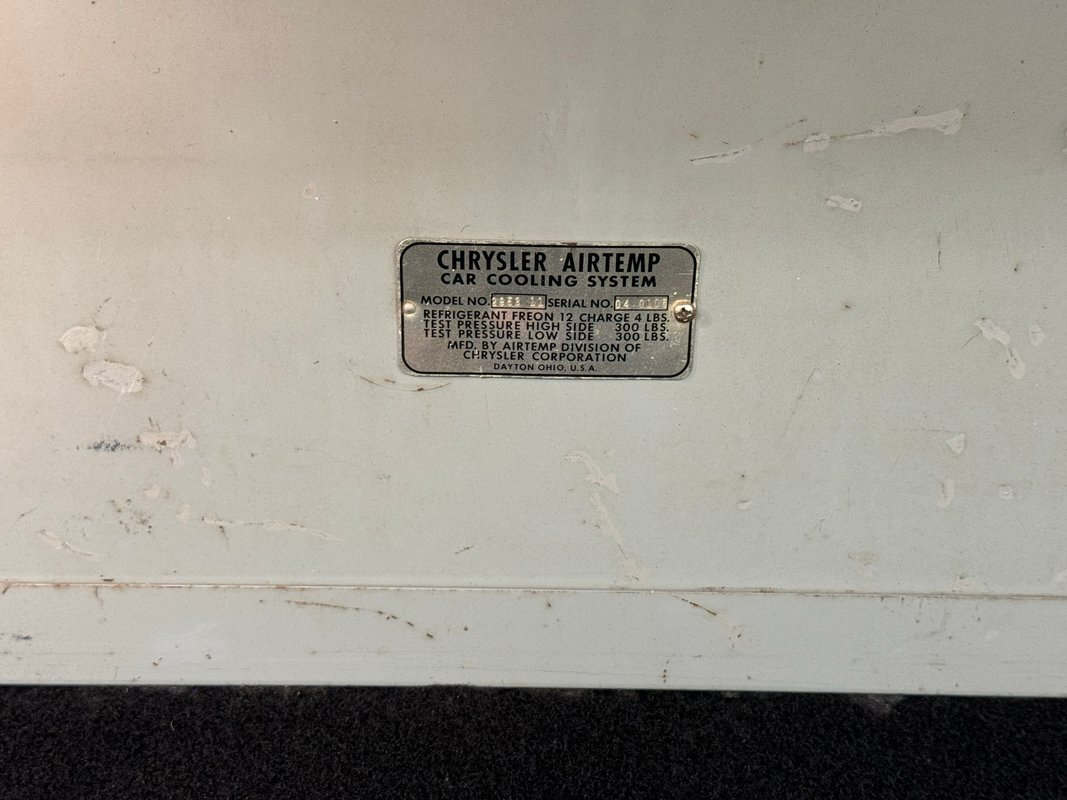 CHRYSLER AIRTEMP
CAR COOLING SYSTEM
MODEL NO. SERIAL NO.
REFRIGERANT FREON 12 CHARGE 4 LBS.
TEST PRESSURE HIGH SIDE 300 LBS.
TEST PRESSURE LOW SIDE 300 LBS.
MFD. BY AIRTEMP DIVISION OF
CHRYSLER CORPORATION
DAYTON OHIO, U.S.A.